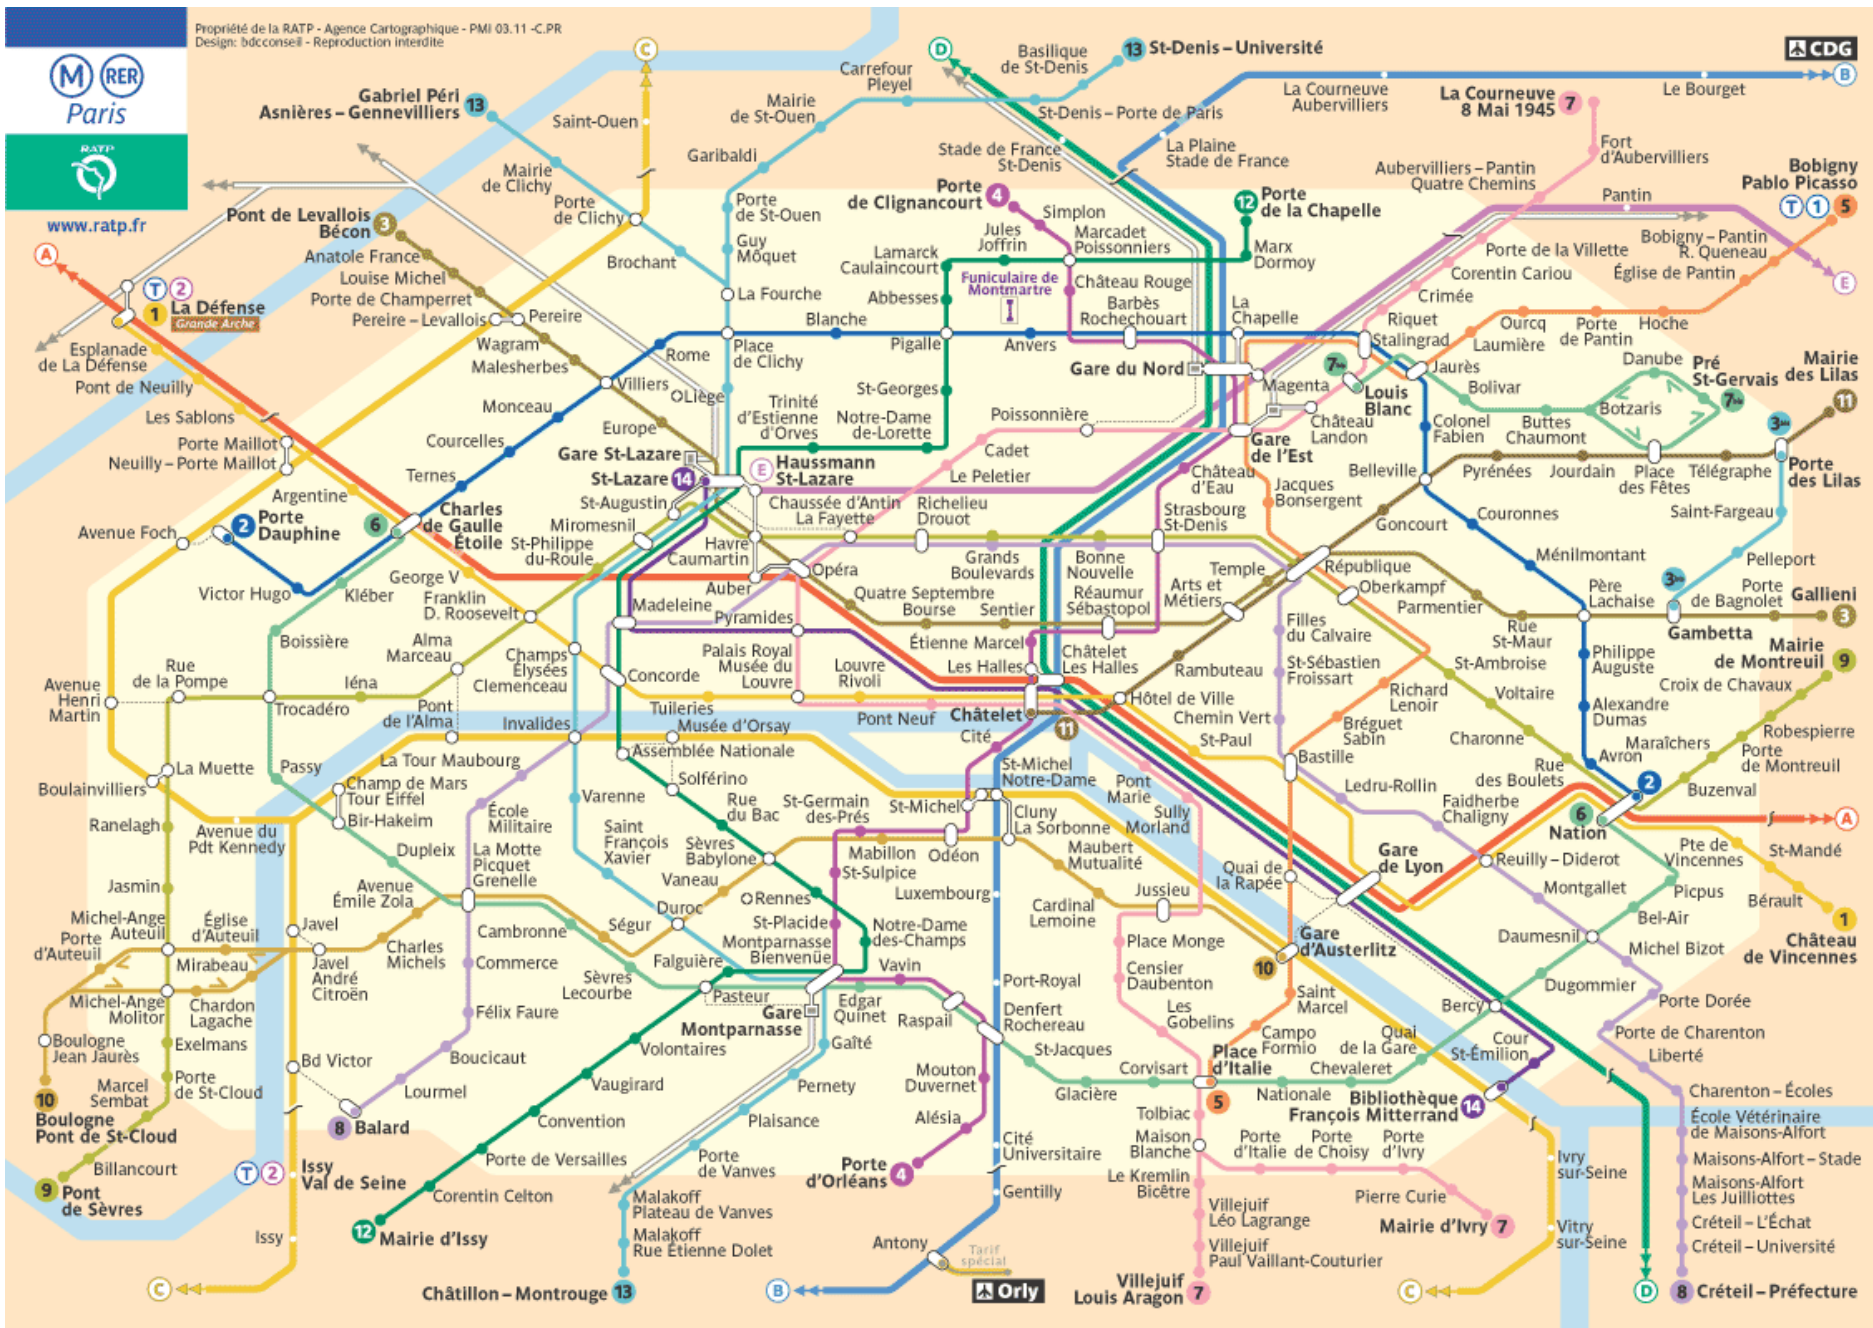 Propriété de la RATP - Agence Cartographique - PMI 03.11 -C.PR
Design: bdcconseil - Reproduction interdite
M RER
Paris
RATP
www.ratp.fr
C
D
Basilique
de St-Denis
13 St-Denis – Université
CDG
B
Carrefour
Pleyel
Gabriel Péri
Asnières – Gennevilliers 13
Mairie
de St-Ouen
St-Denis – Porte de Paris
La Courneuve
Aubervilliers
La Courneuve
8 Mai 1945 7
Le Bourget
Saint-Ouen
Garibaldi
Stade de France
St-Denis
La Plaine
Stade de France
Fort
d'Aubervilliers
Mairie
de Clichy
Aubervilliers – Pantin
Quatre Chemins
Bobigny
Pablo Picasso
T 1 5
Porte
de Clichy
Porte
de St-Ouen
Porte
de Clignancourt
4
12 Porte
de la Chapelle
Pantin
Pont de Levallois
Bécon
3
Simplon
Jules
Joffrin
Marcadet
Poissonniers
Marx
Dormoy
Bobigny – Pantin
R. Queneau
A
Anatole France
Louise Michel
Porte de Champerret
Pereire – Levallois
Pereire
Brochant
Guy
Môquet
Lamarck
Caulaincourt
Funiculaire de
Montmartre
Château Rouge
Porte de la Villette
Corentin Cariou
Église de Pantin
E
T 2
1 La Défense
Grande Arche
La Fourche
Abbesses
Barbès
Rochechouart
La
Chapelle
Crimée
Riquet
Stalingrad
Ourcq
Laumière
Porte
de Pantin
Hoche
Esplanade
de La Défense
Pont de Neuilly
Les Sablons
Wagram
Malesherbes
Rome
Place
de Clichy
Blanche
Pigalle
Anvers
Gare du Nord
Magenta
7bis
Louis
Blanc
Jaurès
Bolivar
Danube
Pré
St-Gervais
7bis
Mairie
des Lilas
11
Villiers
Liège
St-Georges
Monceau
Trinité
d'Estienne
d'Orves
Notre-Dame
de-Lorette
Poissonnière
Château
Landon
Colonel
Fabien
Buttes
Chaumont
Botzaris
3bis
Porte Maillot
Neuilly – Porte Maillot
Courcelles
Europe
Cadet
Gare
de l'Est
Ternes
Gare St-Lazare
St-Lazare 14
E Haussmann
St-Lazare
Le Peletier
Château
d'Eau
Jacques
Bonsergent
Belleville
Pyrénées
Jourdain
Place
des Fêtes
Télégraphe
Porte
des Lilas
Argentine
Charles
de Gaulle
Étoile
6
St-Augustin
Miromesnil
Chaussée d'Antin
La Fayette
Richelieu
Drouot
Strasbourg
St-Denis
Goncourt
Couronnes
Saint-Fargeau
Avenue Foch
2 Porte
Dauphine
St-Philippe
du-Roule
Havre
Caumartin
Grands
Boulevards
Bonne
Nouvelle
Ménilmontant
Pelleport
Victor Hugo
Kléber
George V
Franklin
D. Roosevelt
Auber
Opéra
Quatre Septembre
Bourse
Sentier
Réaumur
Sébastopol
Arts et
Métiers
Temple
République
Oberkampf
Parmentier
Père
Lachaise
3bis
Gambetta
Porte
de Bagnolet
Gallieni
3
Boissière
Alma
Marceau
Madeleine
Pyramides
Étienne Marcel
Filles
du Calvaire
Rue
St-Maur
Mairie
de Montreuil 9
Rue
de la Pompe
Champs
Élysées
Clemenceau
Concorde
Palais Royal
Musée du
Louvre
Louvre
Rivoli
Les Halles
Châtelet
Les Halles
Rambuteau
St-Sébastien
Froissart
St-Ambroise
Philippe
Auguste
Croix de Chavaux
Avenue
Henri
Martin
Iéna
Trocadéro
Pont
de l'Alma
Invalides
Tuileries
Musée d'Orsay
Pont Neuf
Châtelet
11
Hôtel de Ville
Chemin Vert
Richard
Lenoir
Voltaire
Alexandre
Dumas
Robespierre
Bréguet
Sabin
Charonne
Cité
St-Paul
Bastille
Avron
Maraîchers
Porte
de Montreuil
La Muette
Passy
La Tour Maubourg
Assemblée Nationale
Boulainvilliers
Champ de Mars
Tour Eiffel
Bir-Hakeim
Solférino
St-Michel
Notre-Dame
Pont
Marie
Ledru-Rollin
Rue
des Boulets
2
Buzenval
Ranelagh
Avenue du
Pdt Kennedy
École
Militaire
Varenne
Rue
du Bac
St-Germain
des-Prés
St-Michel
Cluny
La Sorbonne
Sully
Morland
Faidherbe
Chaligny
6
Nation
A
Dupleix
La Motte
Picquet
Grenelle
Saint
François
Xavier
Sèvres
Babylone
Mabillon
Odéon
Maubert
Mutualité
Gare
de Lyon
Reuilly – Diderot
Pte de
Vincennes
St-Mandé
Jasmin
Avenue
Émile Zola
Vaneau
St-Sulpice
Luxembourg
Jussieu
Quai de
la Rapée
Montgallet
Picpus
Bérault
1
Château
de Vincennes
Michel-Ange
Auteuil
Église
d'Auteuil
Javel
Ségur
Duroc
Rennes
St-Placide
Notre-Dame
des-Champs
Cardinal
Lemoine
Bel-Air
Porte
d'Auteuil
Mirabeau
Javel
André
Citroën
Charles
Michels
Cambronne
Commerce
Montparnasse
Bienvenüe
Place Monge
Gare
d'Austerlitz
10
Daumesnil
Michel Bizot
Sèvres
Lecourbe
Falguière
Vavin
Censier
Daubenton
Michel-Ange
Molitor
Chardon
Lagache
Pasteur
Edgar
Quinet
Port-Royal
Saint
Marcel
Bercy
Dugommier
Porte Dorée
Félix Faure
Gare
Montparnasse
Raspail
Denfert
Rochereau
Les
Gobelins
Campo
Formio
Quai
de la Gare
Cour
St-Émilion
Porte de Charenton
Boulogne
Jean Jaurès
Exelmans
Bd Victor
Boucicaut
Volontaires
Gaîté
St-Jacques
Corvisart
Place
d'Italie
Chevaleret
Liberté
10
Boulogne
Pont de St-Cloud
Marcel
Sembat
Porte
de St-Cloud
Lourmel
Vaugirard
Pernety
Mouton
Duvernet
Glacière
5
Nationale
Bibliothèque
François Mitterrand 14
Charenton – Écoles
8 Balard
Convention
Plaisance
Alésia
Tolbiac
Maison
Blanche
Porte
d'Italie
Porte
de Choisy
Porte
d'Ivry
École Vétérinaire
de Maisons-Alfort
Billancourt
9 Pont
de Sèvres
T 2
Issy
Val de Seine
Porte de Versailles
Porte
de Vanves
Porte
d'Orléans 4
Cité
Universitaire
Le Kremlin
Bicêtre
Ivry
sur-Seine
Maisons-Alfort – Stade
Corentin Celton
Malakoff
Plateau de Vanves
Gentilly
Pierre Curie
Maisons-Alfort
Les Juilliottes
12 Mairie d'Issy
Villejuif
Léo Lagrange
Mairie d'Ivry 7
Créteil – L'Échat
Issy
Malakoff
Rue Étienne Dolet
Antony
Tarif
spécial
Villejuif
Paul Vaillant-Couturier
Vitry
sur-Seine
Créteil – Université
C
Châtillon – Montrouge 13
B
Orly
Villejuif
Louis Aragon 7
C
D
8 Créteil – Préfecture